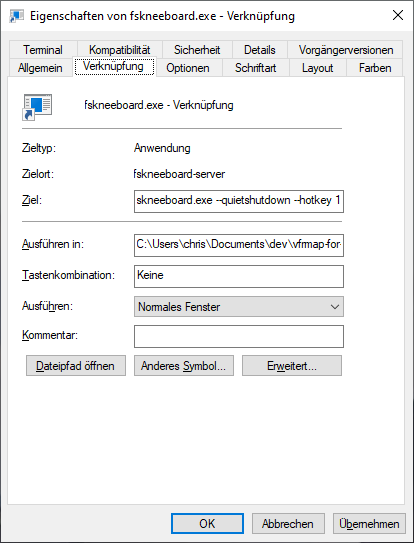 Eigenschaften von fskneeboard.exe - Verknüpfung
Terminal Kompatibilität Sicherheit Details Vorgängerversionen
Allgemein Verknüpfung Optionen Schriftart Layout Farben
fskneeboard.exe - Verknüpfung
Zieltyp: Anwendung
Zielort: fskneeboard-server
Ziel: skneeboard.exe --quietshutdown --hotkey 1
Ausführen in: C:\Users\chris\Documents\dev\vfrmap-for-
Tastenkombination: Keine
Ausführen: Normales Fenster
Kommentar:
Dateipfad öffnen Anderes Symbol... Erweitert...
OK Abbrechen Übernehmen